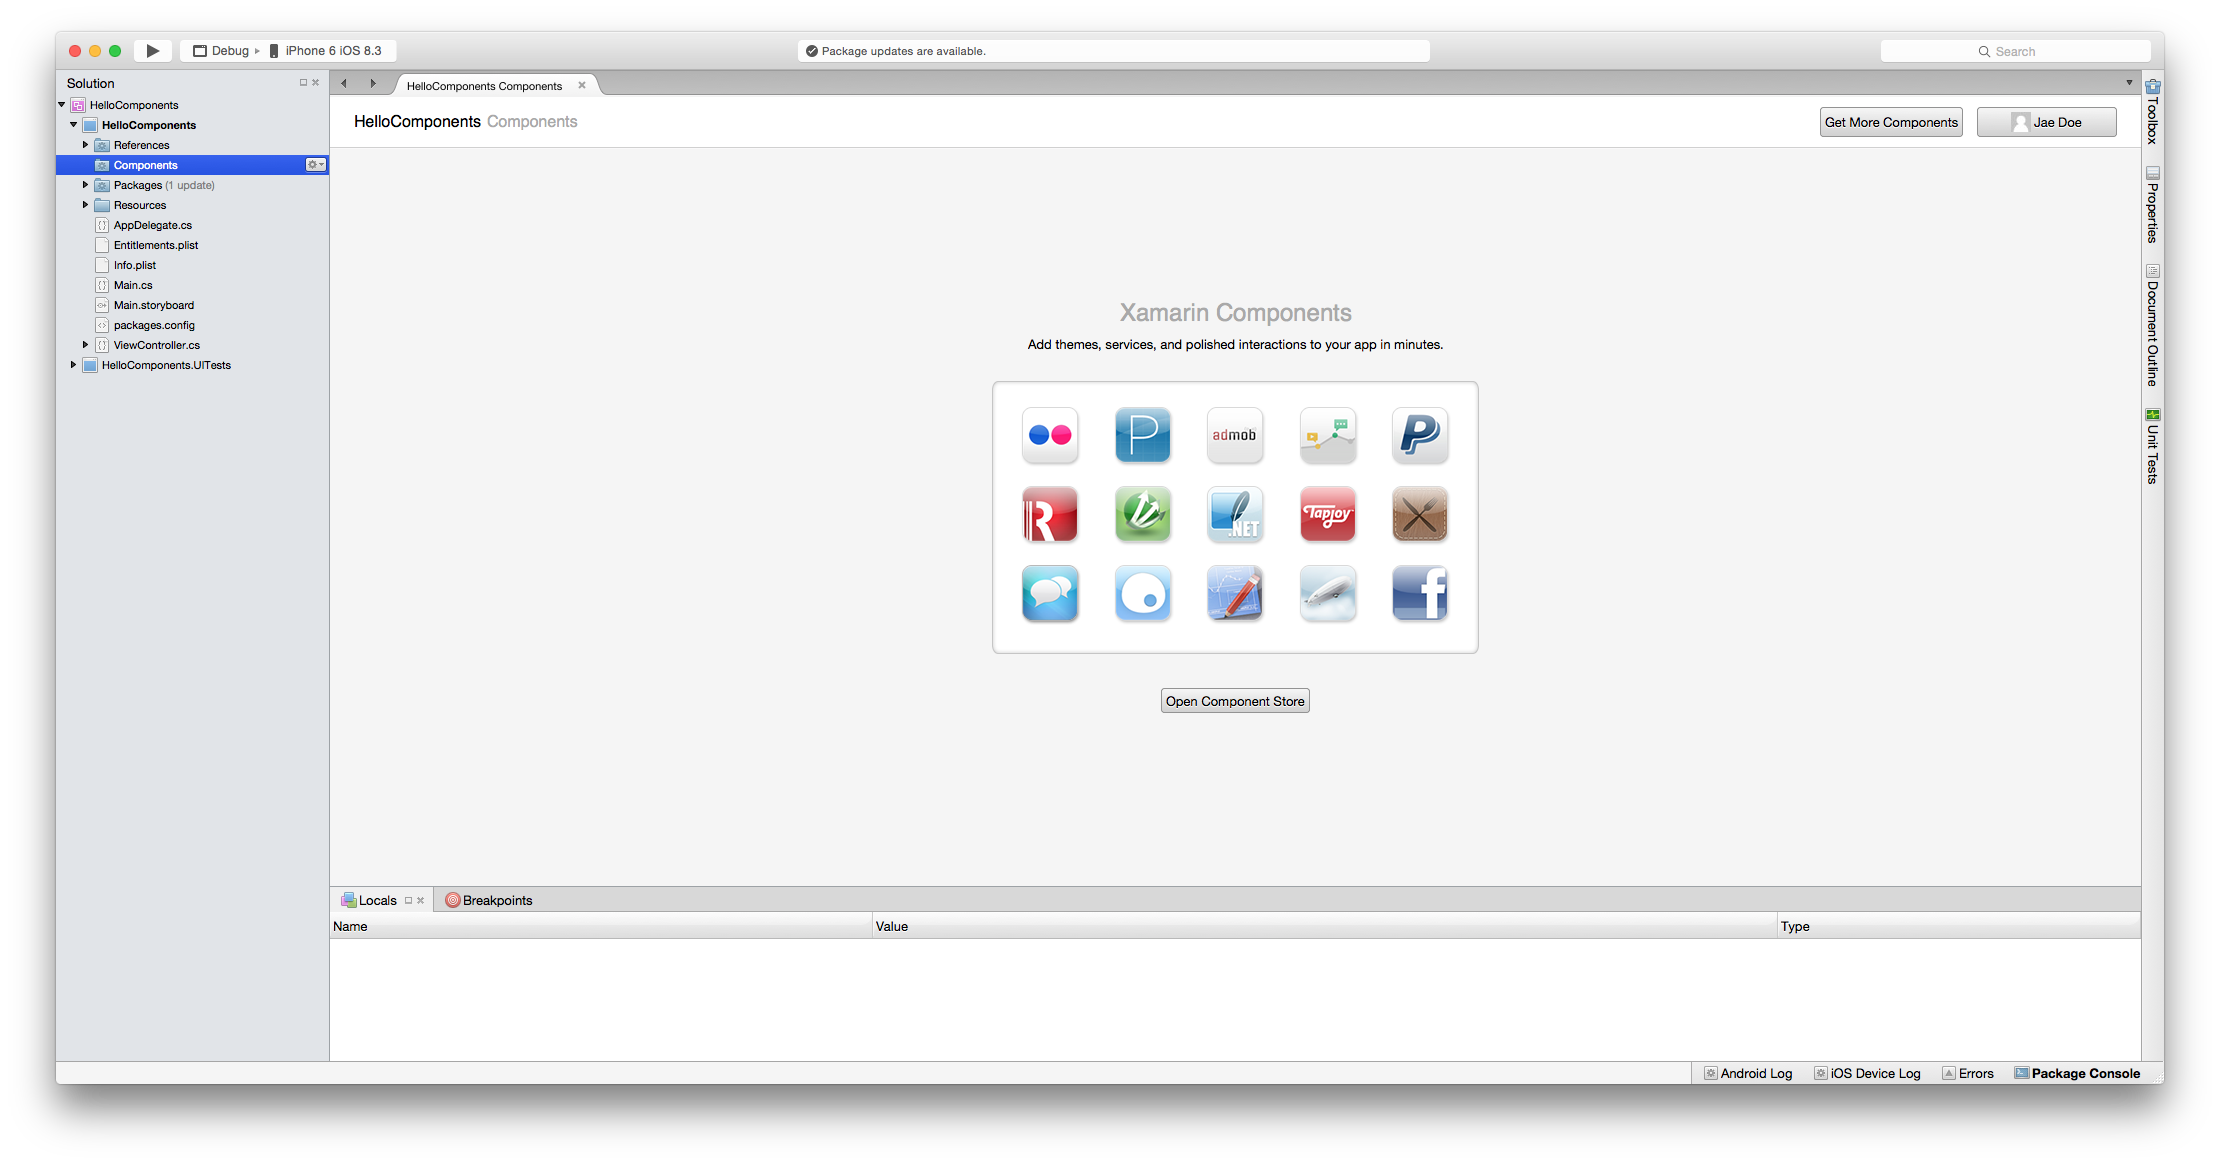 Debug
iPhone 6 iOS 8.3
Package updates are available.
Search
Solution
HelloComponents
HelloComponents
References
Components
Packages (1 update)
Resources
AppDelegate.cs
Entitlements.plist
Info.plist
Main.cs
Main.storyboard
packages.config
ViewController.cs
HelloComponents.UITests
HelloComponents Components
HelloComponents Components
Get More Components
Jae Doe
Xamarin Components
Add themes, services, and polished interactions to your app in minutes.
P
admob
P
R
.NET
Tapjoy
f
Open Component Store
Toolbox
Properties
Document Outline
Unit Tests
Locals
Breakpoints
Name
Value
Type
Android Log
iOS Device Log
Errors
Package Console